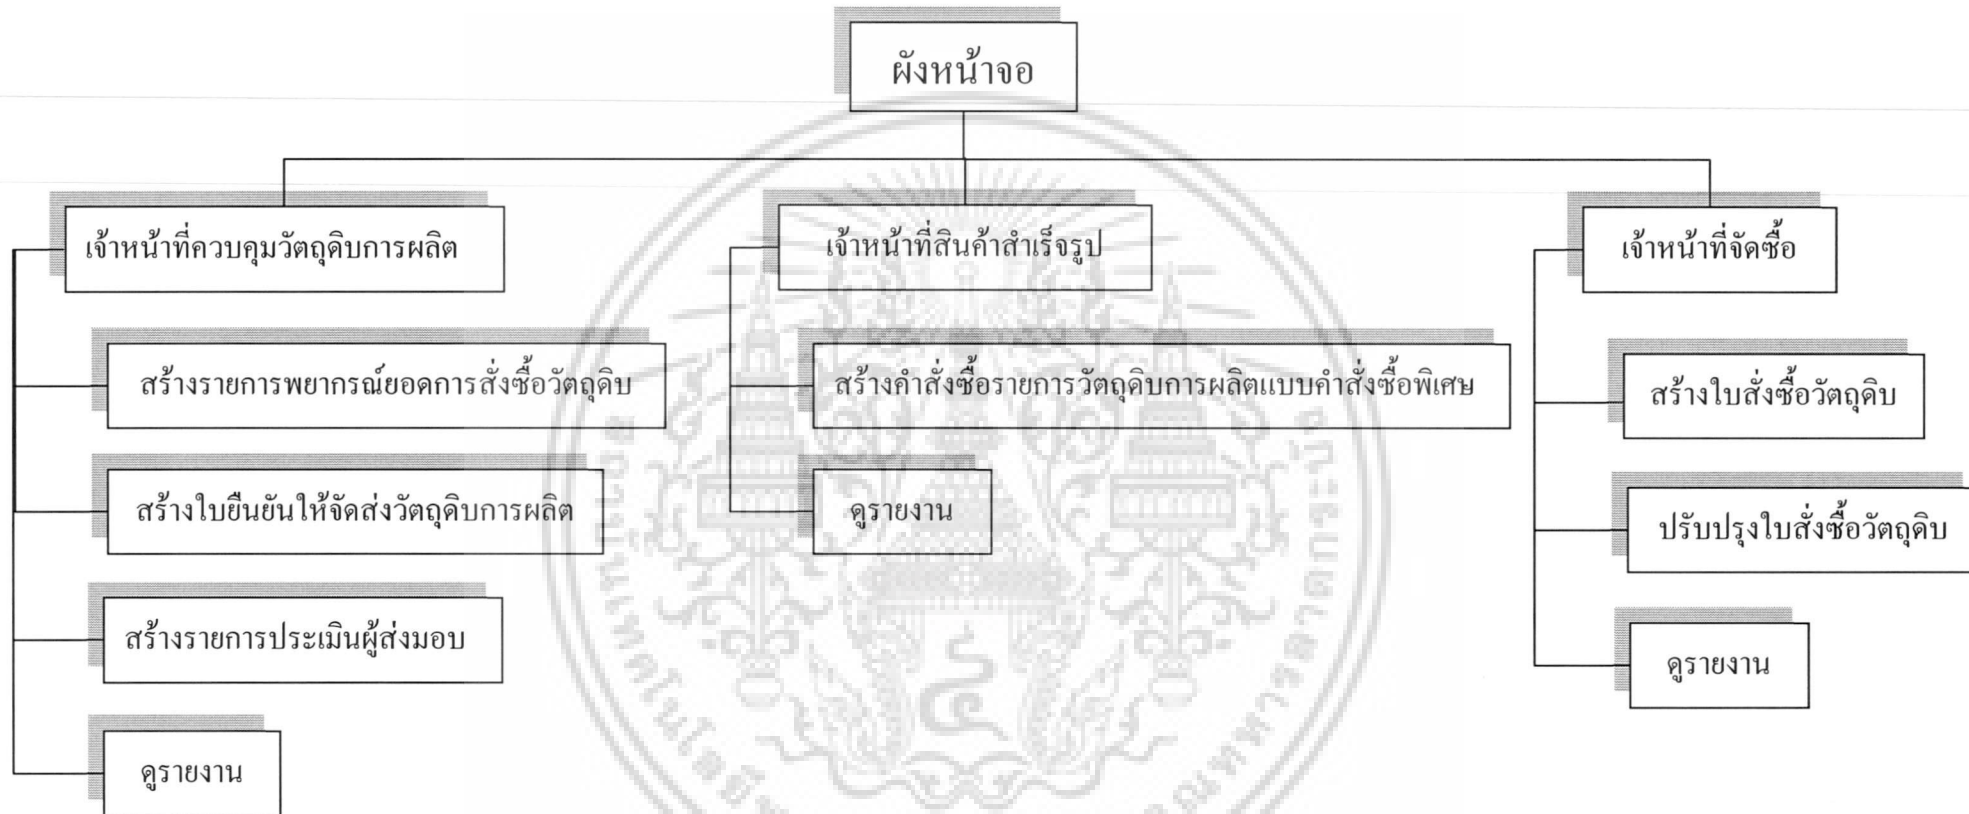 ผังหน้าจอ
เจ้าหน้าที่ควบคุมวัตถุดิบการผลิต
สร้างรายการพยากรณ์ยอดการสั่งซื้อวัตถุดิบ
สร้างใบยืนยันให้จัดส่งวัตถุดิบการผลิต
สร้างรายการประเมินผู้ส่งมอบ
ดูรายงาน
เจ้าหน้าที่สินค้าสำเร็จรูป
สร้างคำสั่งซื้อรายการวัตถุดิบการผลิตแบบคำสั่งซื้อพิเศษ
ดูรายงาน
เจ้าหน้าที่จัดซื้อ
สร้างใบสั่งซื้อวัตถุดิบ
ปรับปรุงใบสั่งซื้อวัตถุดิบ
ดูรายงาน